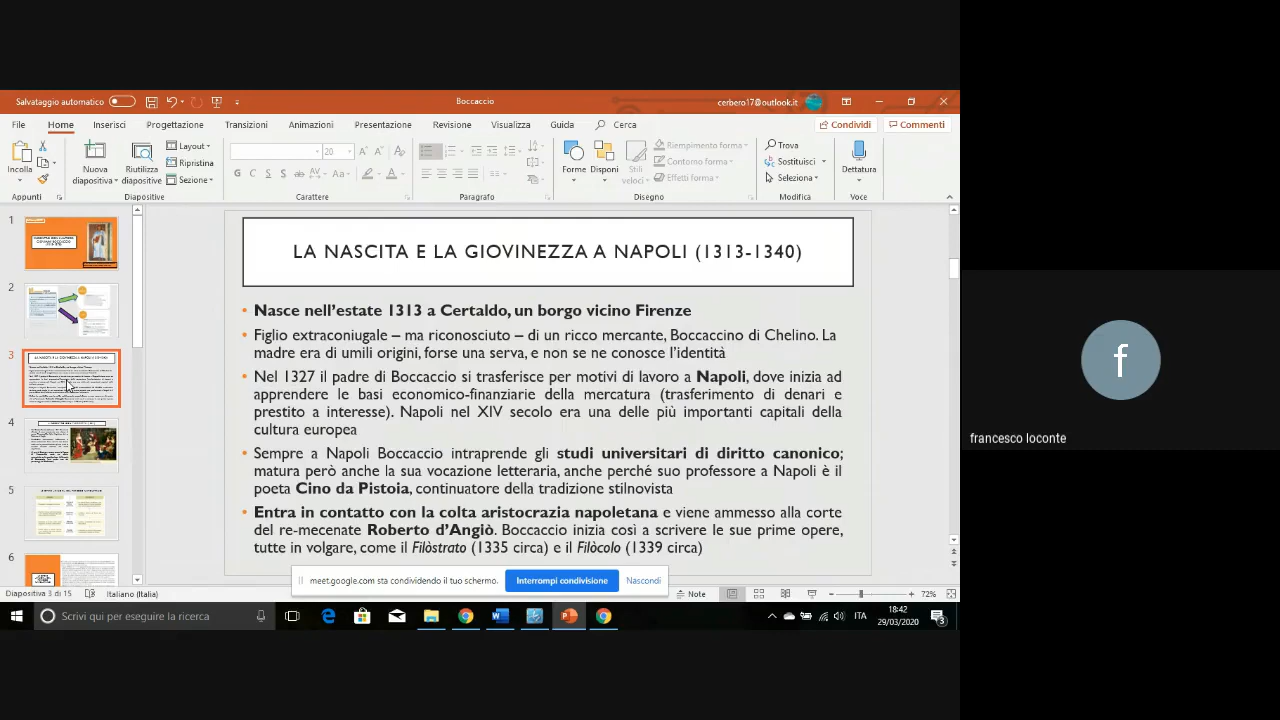 Salvataggio automatico
Boccaccio
cerbero17@outlook.it
File Home Inserisci Progettazione Transizioni Animazioni Presentazione Revisione Visualizza Guida Cerca
Condividi Commenti
Incolla
Nuova diapositiva
Riutilizza diapositive
Layout
Ripristina
Sezione
20
Forme
Disponi
Stili veloci
Riempimento forma
Contorno forma
Effetti forma
Trova
Sostituisci
Seleziona
Dettatura
Appunti Diapositive Carattere Paragrafo Disegno Modifica Voce
1
2
3
4
5
6
LA NASCITA E LA GIOVINEZZA A NAPOLI (1313-1340)
• Nasce nell'estate 1313 a Certaldo, un borgo vicino Firenze
• Figlio extraconiugale – ma riconosciuto – di un ricco mercante, Boccaccino di Chelino. La
madre era di umili origini, forse una serva, e non se ne conosce l'identità
• Nel 1327 il padre di Boccaccio si trasferisce per motivi di lavoro a Napoli, dove inizia ad
apprendere le basi economico-finanziarie della mercatura (trasferimento di denari e
prestito a interesse). Napoli nel XIV secolo era una delle più importanti capitali della
cultura europea
• Sempre a Napoli Boccaccio intraprende gli studi universitari di diritto canonico;
matura però anche la sua vocazione letteraria, anche perché suo professore a Napoli è il
poeta Cino da Pistoia, continuatore della tradizione stilnovista
• Entra in contatto con la colta aristocrazia napoletana e viene ammesso alla corte
del re-mecenate Roberto d'Angiò. Boccaccio inizia così a scrivere le sue prime opere,
tutte in volgare, come il Filòstrato (1335 circa) e il Filòcolo (1339 circa)
meet.google.com sta condividendo il tuo schermo.
Interrompi condivisione
Nascondi
Diapositiva 3 di 15
Italiano (Italia)
Note
72%
Scrivi qui per eseguire la ricerca
ITA
18:42
29/03/2020
3
f
francesco loconte